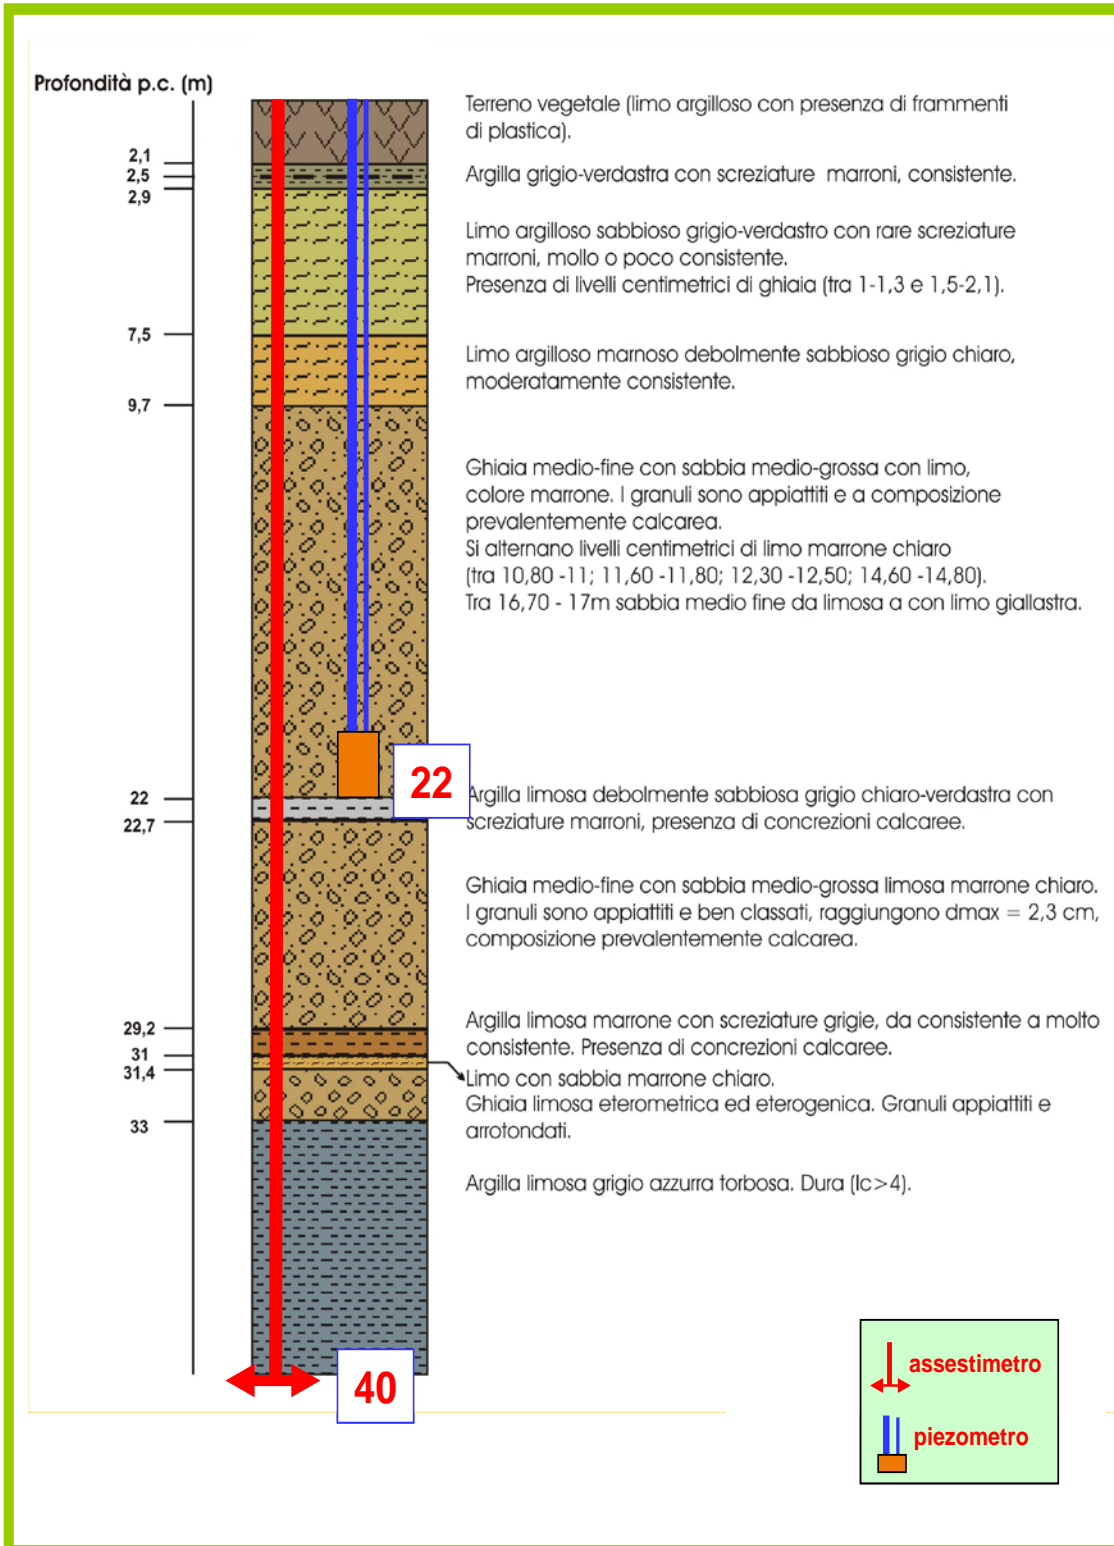 Profondità p.c. (m)
Terreno vegetale (limo argilloso con presenza di frammenti
di plastica).
2,1
2,5
2,9
Argilla grigio-verdastra con screziature marroni, consistente.
Limo argilloso sabbioso grigio-verdastro con rare screziature
marroni, mollo o poco consistente.
Presenza di livelli centimetrici di ghiaia (tra 1-1,3 e 1,5-2,1).
7,5
Limo argilloso marnoso debolmente sabbioso grigio chiaro,
moderatamente consistente.
9,7
Ghiaia medio-fine con sabbia medio-grossa con limo,
colore marrone. I granuli sono appiattiti e a composizione
prevalentemente calcarea.
Si alternano livelli centimetrici di limo marrone chiaro
(tra 10,80 -11; 11,60 -11,80; 12,30 -12,50; 14,60 -14,80).
Tra 16,70 - 17m sabbia medio fine da limosa a con limo giallastra.
22
22
22,7
Argilla limosa debolmente sabbiosa grigio chiaro-verdastra con
screziature marroni, presenza di concrezioni calcaree.
Ghiaia medio-fine con sabbia medio-grossa limosa marrone chiaro.
I granuli sono appiattiti e ben classati, raggiungono dmax = 2,3 cm,
composizione prevalentemente calcarea.
29,2
31
31,4
Argilla limosa marrone con screziature grigie, da consistente a molto
consistente. Presenza di concrezioni calcaree.
Limo con sabbia marrone chiaro.
Ghiaia limosa eterometrica ed eterogenica. Granuli appiattiti e
arrotondati.
33
Argilla limosa grigio azzurra torbosa. Dura (Ic>4).
40
assestimetro
piezometro